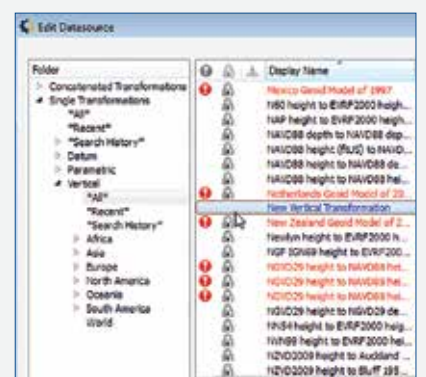 Edit Datasource
Folder
Concatenated Transformations
Single Transformations
*All*
*Recent*
*Search History*
Datum
Parametric
Vertical
*All*
*Recent*
*Search History*
Africa
Asia
Europe
North America
Oceania
South America
World
Display Name
Mexico Geoid Model of 1997
N60 height to EVRF2000 heigh...
NAP height to EVRF2000 heigh...
NAVD88 depth to NAVD88 dep...
NAVD88 height (ftUS) to NAVD...
NAVD88 height to NAVD88 de...
NAVD88 height to NAVD88 hei...
Netherlands Geoid Model of 20...
New Vertical Transformation
New Zealand Geoid Model of 2...
Newlyn height to EVRF2000 h...
NGF IGN69 height to EVRF200...
NGVD29 height to NAVD88 hei...
NGVD29 height to NAVD88 hei...
NGVD29 height to NAVD88 hei...
NGVD29 height to NGVD29 de...
NN54 height to EVRF2000 heig...
NVN99 height to EVRF2000 hei...
NZVD2009 height to Auckland ...
NZVD2009 height to Bluff 195...